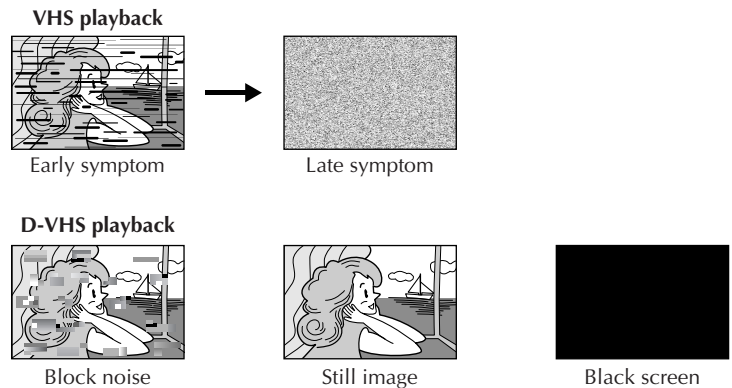 VHS playback
Early symptom
Late symptom
D-VHS playback
Block noise
Still image
Black screen